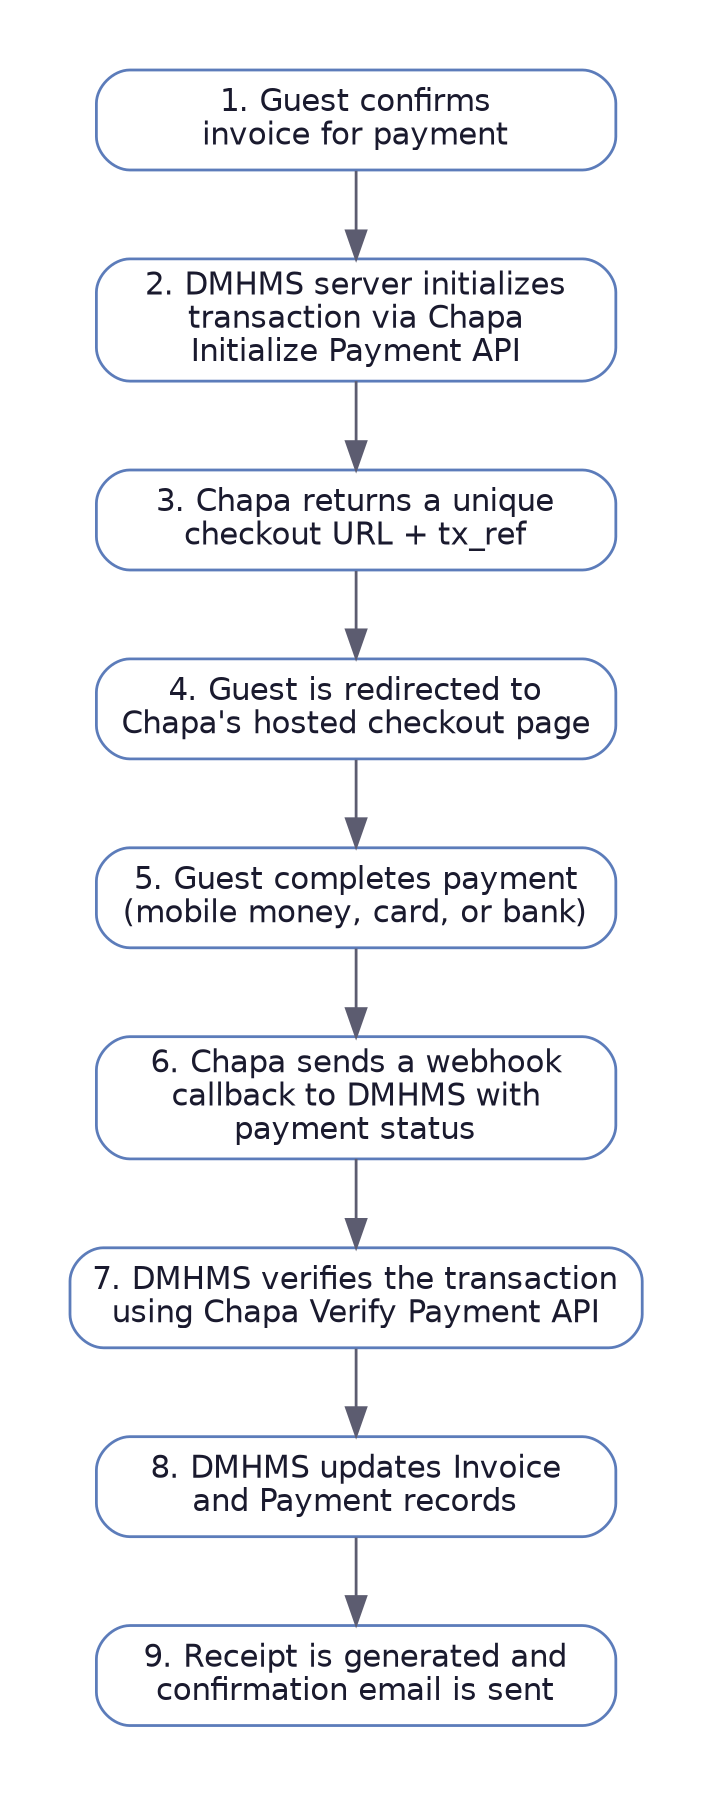 1. Guest confirms
invoice for payment
2. DMHMS server initializes
transaction via Chapa
Initialize Payment API
3. Chapa returns a unique
checkout URL + tx_ref
4. Guest is redirected to
Chapa's hosted checkout page
5. Guest completes payment
(mobile money, card, or bank)
6. Chapa sends a webhook
callback to DMHMS with
payment status
7. DMHMS verifies the transaction
using Chapa Verify Payment API
8. DMHMS updates Invoice
and Payment records
9. Receipt is generated and
confirmation email is sent